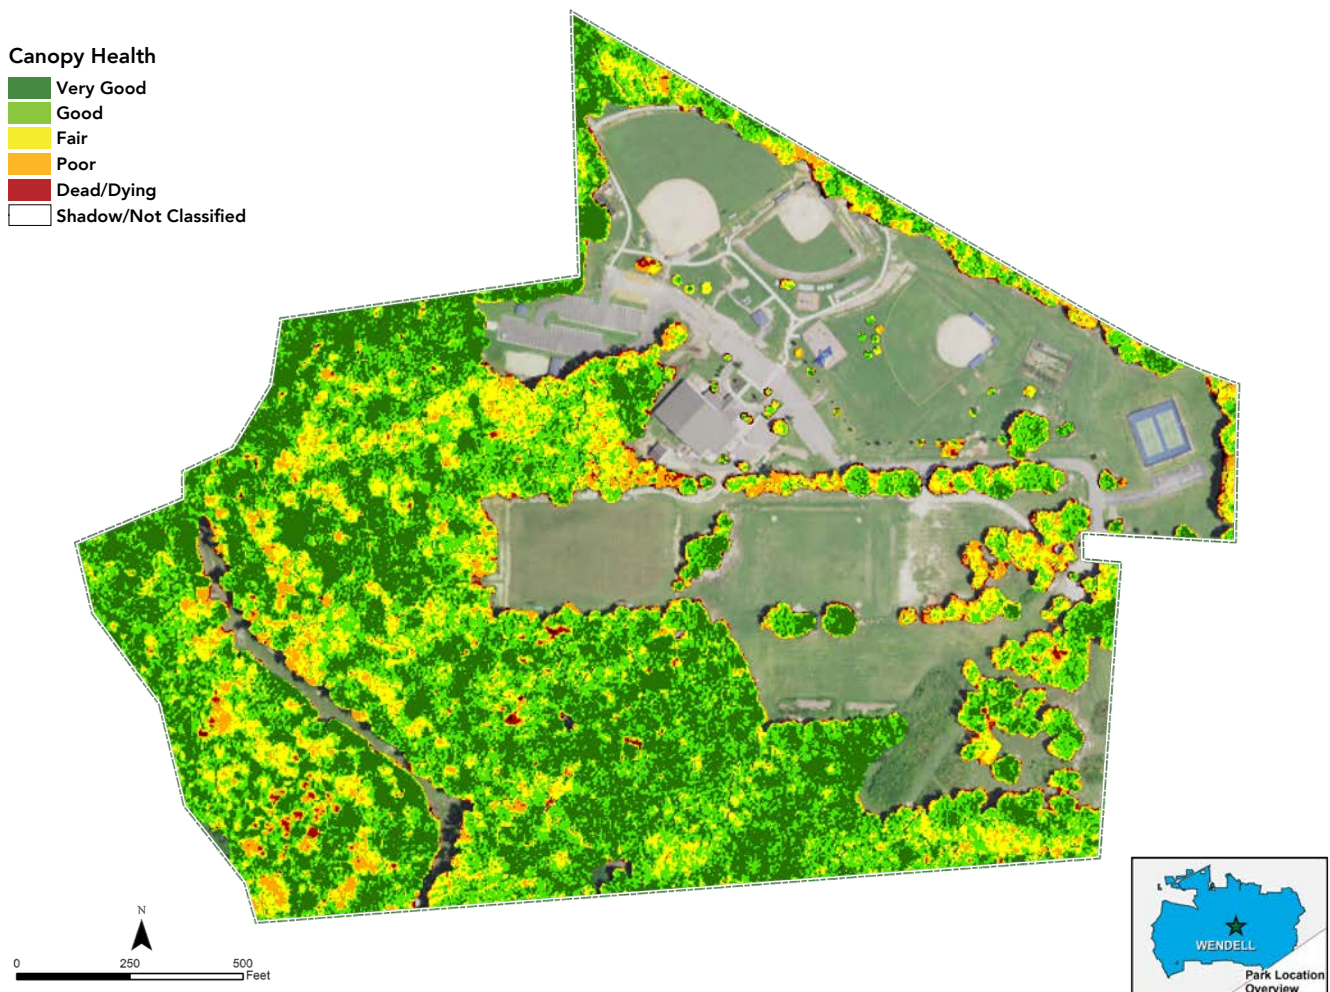 Canopy Health
Very Good
Good
Fair
Poor
Dead/Dying
Shadow/Not Classified
N
0 250 500
Feet
WENDELL
Park Location
Overview